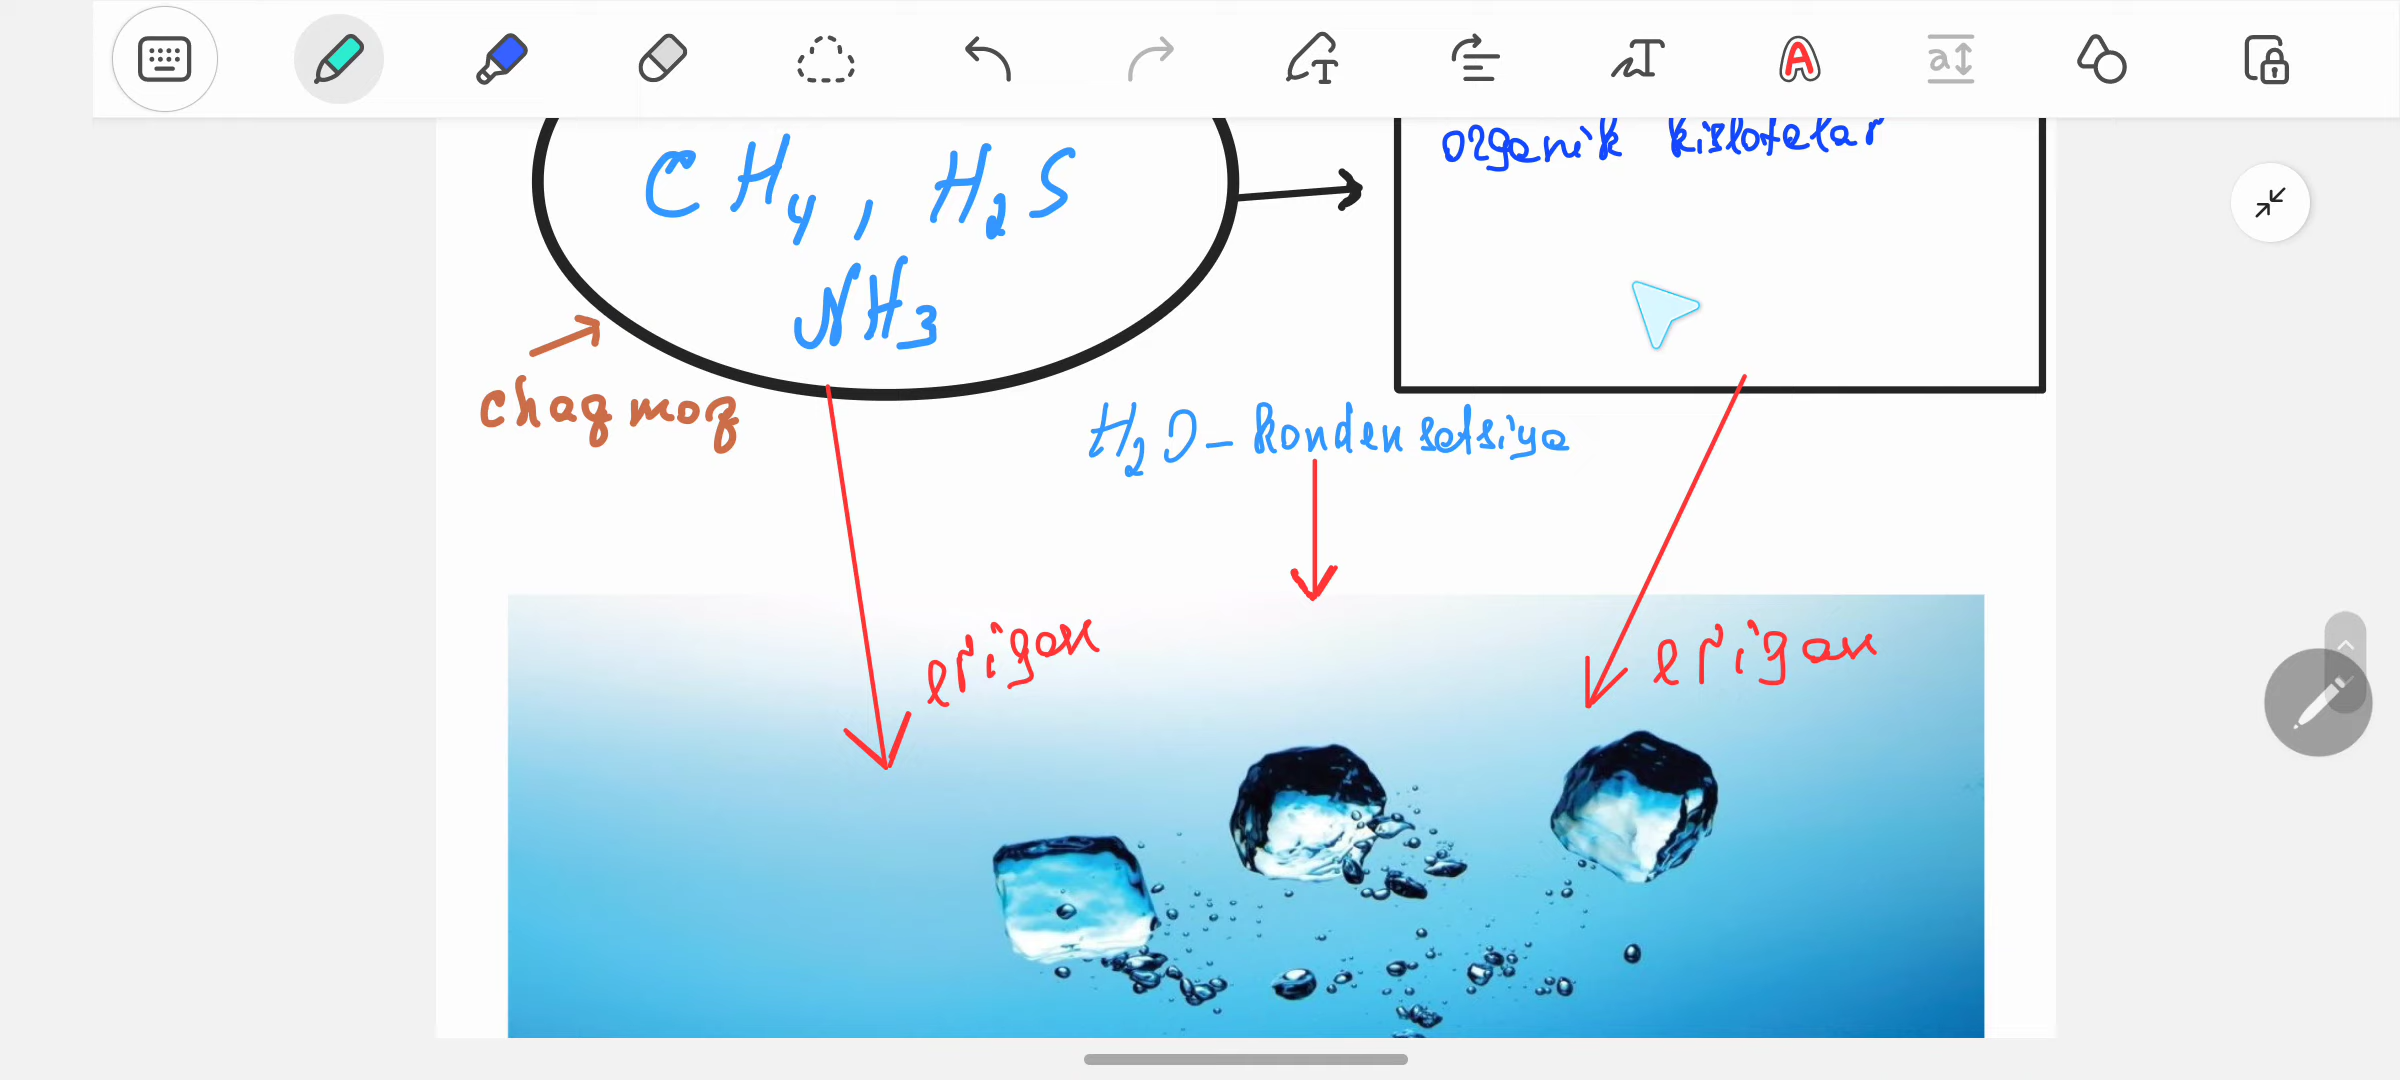 organik kislotalar
CH₄, H₂S
NH₃
chaqmoq
H₂O - kondensatsiya
erigan
erigan